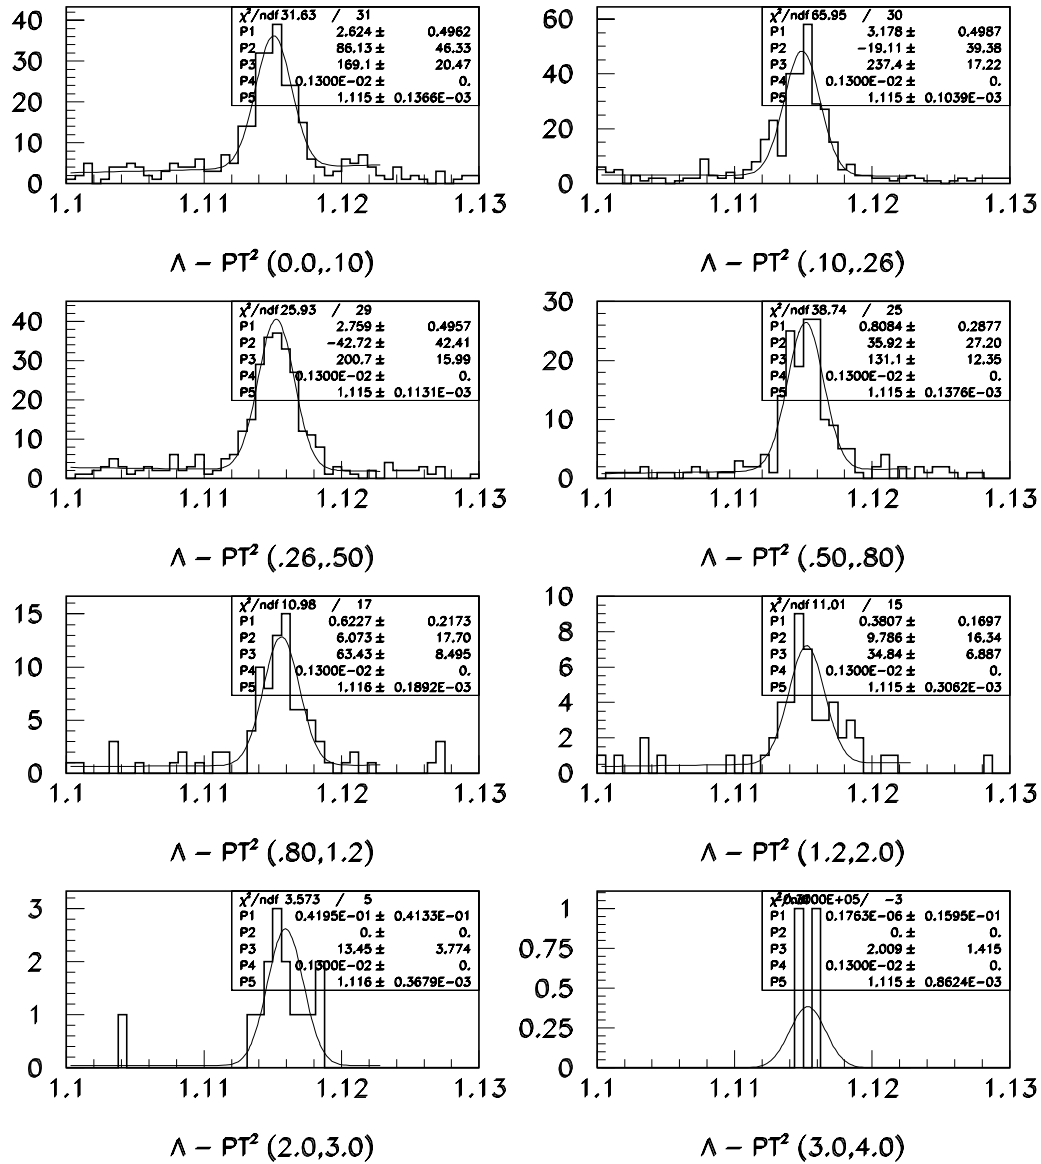 χ²/ndf 31.63 / 31
P1 2.624 ± 0.4962
P2 86.13 ± 46.33
P3 169.1 ± 20.47
P4 0.1300E-02 ± 0.
P5 1.115 ± 0.1366E-03
40
30
20
10
0
1.1 1.11 1.12 1.13
Λ – PT² (0.0,.10)
χ²/ndf 65.95 / 30
P1 3.178 ± 0.4987
P2 -19.11 ± 39.38
P3 237.4 ± 17.22
P4 0.1300E-02 ± 0.
P5 1.115 ± 0.1039E-03
60
40
20
0
1.1 1.11 1.12 1.13
Λ – PT² (.10,.26)
χ²/ndf 25.93 / 29
P1 2.759 ± 0.4957
P2 -42.72 ± 42.41
P3 200.7 ± 15.99
P4 0.1300E-02 ± 0.
P5 1.115 ± 0.1131E-03
40
30
20
10
0
1.1 1.11 1.12 1.13
Λ – PT² (.26,.50)
χ²/ndf 38.74 / 25
P1 0.8084 ± 0.2877
P2 35.92 ± 27.20
P3 131.1 ± 12.35
P4 0.1300E-02 ± 0.
P5 1.115 ± 0.1376E-03
30
20
10
0
1.1 1.11 1.12 1.13
Λ – PT² (.50,.80)
χ²/ndf 10.98 / 17
P1 0.6227 ± 0.2173
P2 6.073 ± 17.70
P3 63.43 ± 8.495
P4 0.1300E-02 ± 0.
P5 1.116 ± 0.1892E-03
15
10
5
0
1.1 1.11 1.12 1.13
Λ – PT² (.80,1.2)
χ²/ndf 11.01 / 15
P1 0.3807 ± 0.1697
P2 9.786 ± 16.34
P3 34.84 ± 6.887
P4 0.1300E-02 ± 0.
P5 1.115 ± 0.3062E-03
10
8
6
4
2
0
1.1 1.11 1.12 1.13
Λ – PT² (1.2,2.0)
χ²/ndf 3.573 / 5
P1 0.4195E-01 ± 0.4133E-01
P2 0. ± 0.
P3 13.45 ± 3.774
P4 0.1300E-02 ± 0.
P5 1.116 ± 0.3679E-03
3
2
1
0
1.1 1.11 1.12 1.13
Λ – PT² (2.0,3.0)
E+05/ -3
P1 0.1763E-06 ± 0.1595E-01
P2 0. ± 0.
P3 2.009 ± 1.415
P4 0.1300E-02 ± 0.
P5 1.115 ± 0.8624E-03
1
0.75
0.5
0.25
0
1.1 1.11 1.12 1.13
Λ – PT² (3.0,4.0)